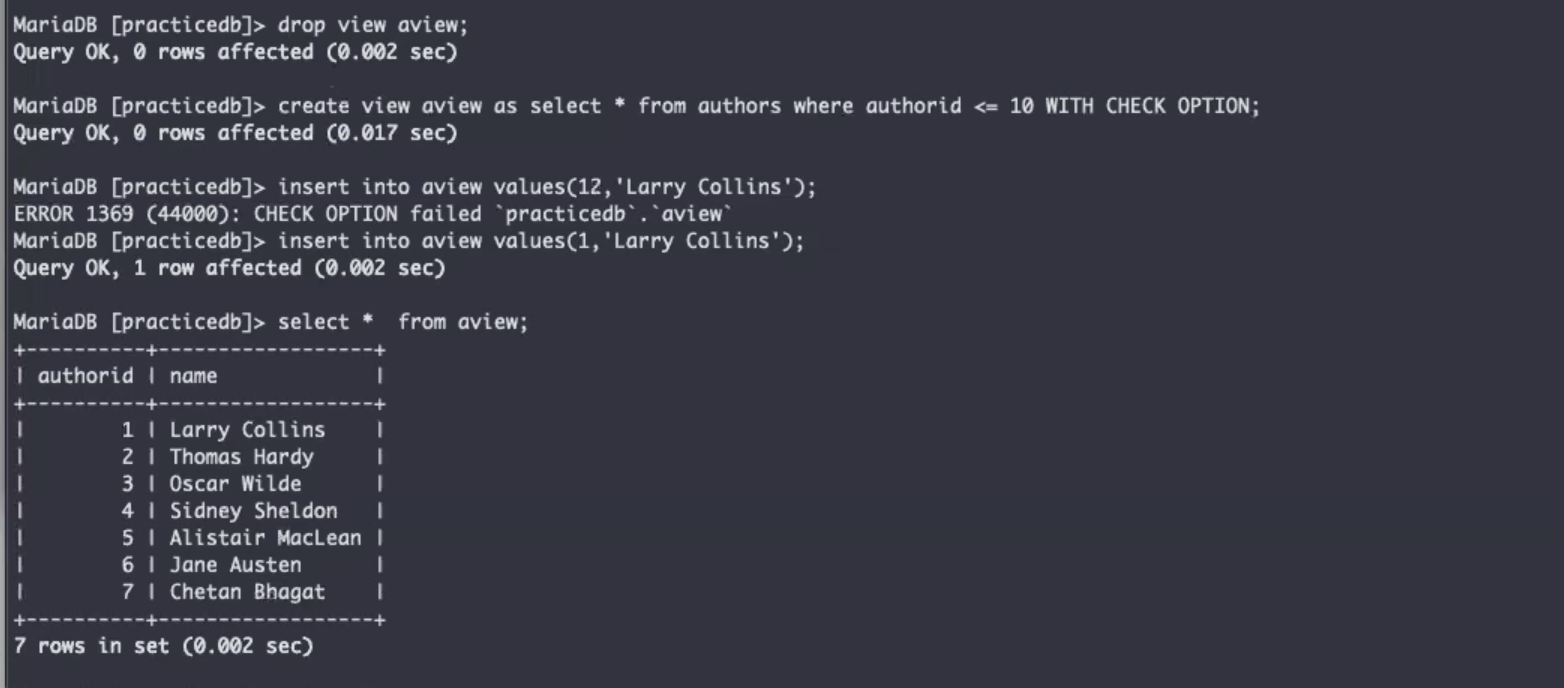 MariaDB [practicedb]> drop view aview;
Query OK, 0 rows affected (0.002 sec)
MariaDB [practicedb]> create view aview as select * from authors where authorid <= 10 WITH CHECK OPTION;
Query OK, 0 rows affected (0.017 sec)
MariaDB [practicedb]> insert into aview values(12,'Larry Collins');
ERROR 1369 (44000): CHECK OPTION failed `practicedb`.`aview`
MariaDB [practicedb]> insert into aview values(1,'Larry Collins');
Query OK, 1 row affected (0.002 sec)
MariaDB [practicedb]> select *  from aview;
+----------+------------------+
| authorid | name             |
+----------+------------------+
|        1 | Larry Collins    |
|        2 | Thomas Hardy     |
|        3 | Oscar Wilde      |
|        4 | Sidney Sheldon   |
|        5 | Alistair MacLean |
|        6 | Jane Austen      |
|        7 | Chetan Bhagat    |
+----------+------------------+
7 rows in set (0.002 sec)